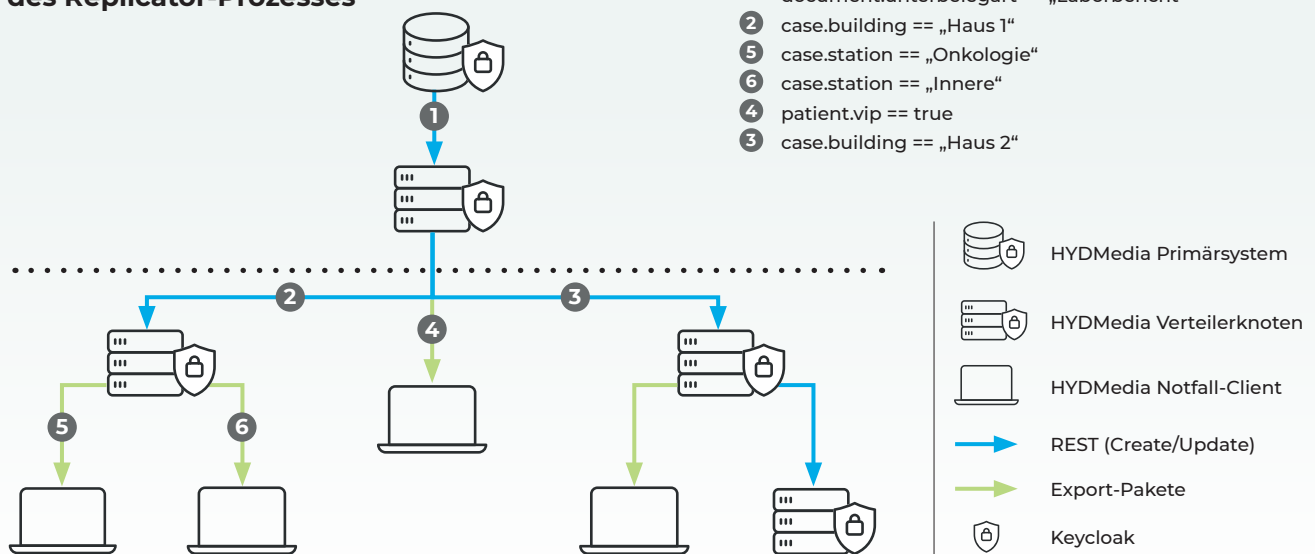 des Replicator-Prozesses
2 case.building == „Haus 1“
5 case.station == „Onkologie“
6 case.station == „Innere“
4 patient.vip == true
3 case.building == „Haus 2“
1
2
3
4
5
6
HYDMedia Primärsystem
HYDMedia Verteilerknoten
HYDMedia Notfall-Client
REST (Create/Update)
Export-Pakete
Keycloak